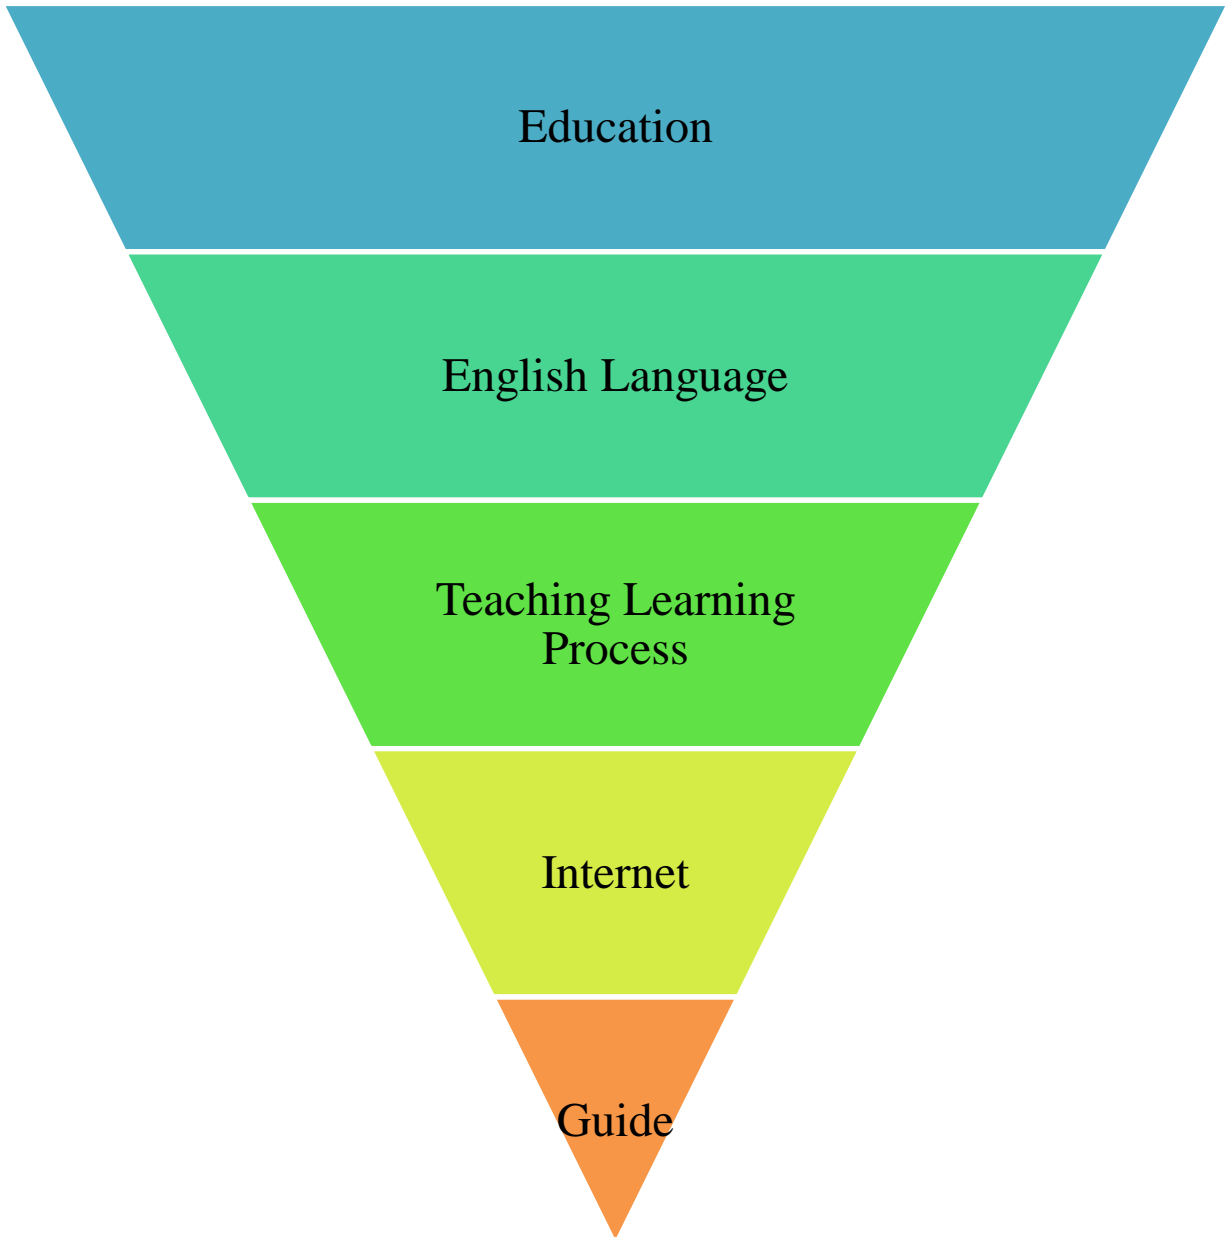 Education
English Language
Teaching Learning
Process
Internet
Guide